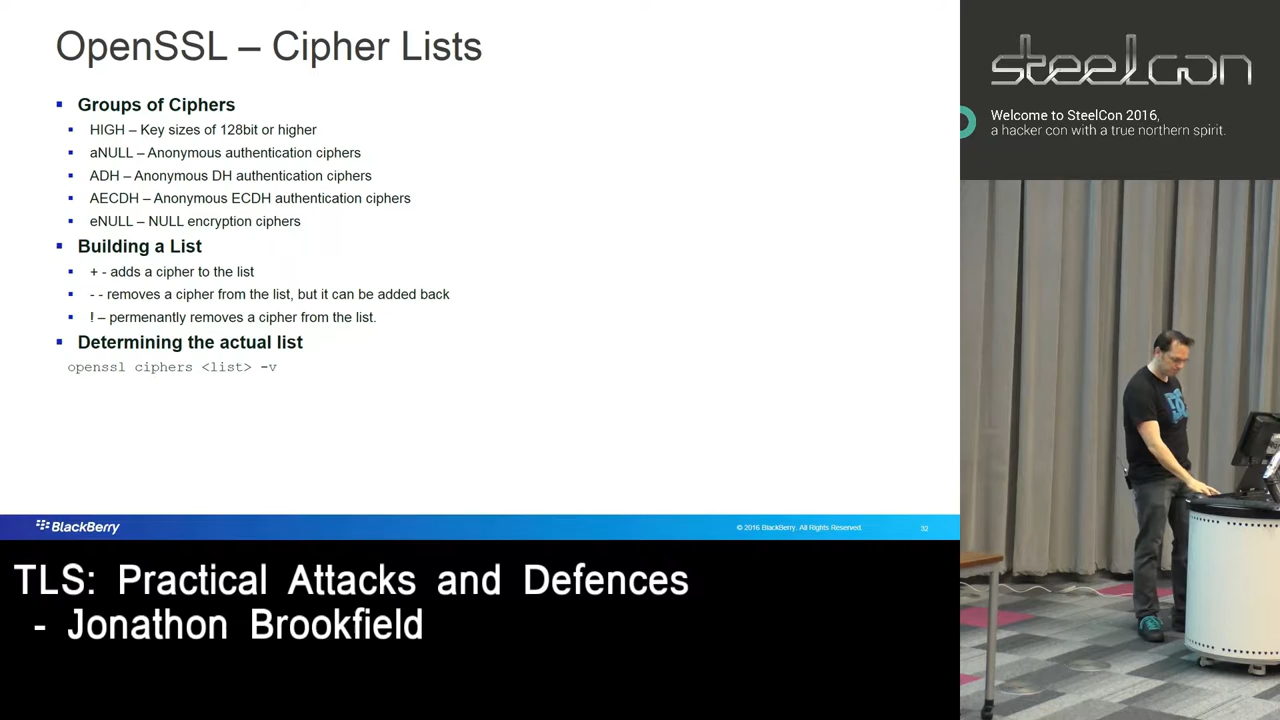 OpenSSL – Cipher Lists
Groups of Ciphers
HIGH – Key sizes of 128bit or higher
aNULL – Anonymous authentication ciphers
ADH – Anonymous DH authentication ciphers
AECDH – Anonymous ECDH authentication ciphers
eNULL – NULL encryption ciphers
Building a List
+ - adds a cipher to the list
- - removes a cipher from the list, but it can be added back
! – permenantly removes a cipher from the list.
Determining the actual list
openssl ciphers <list> -v
BlackBerry
© 2016 BlackBerry. All Rights Reserved.
32
steelcon
Welcome to SteelCon 2016,
a hacker con with a true northern spirit.
TLS: Practical Attacks and Defences
- Jonathon Brookfield